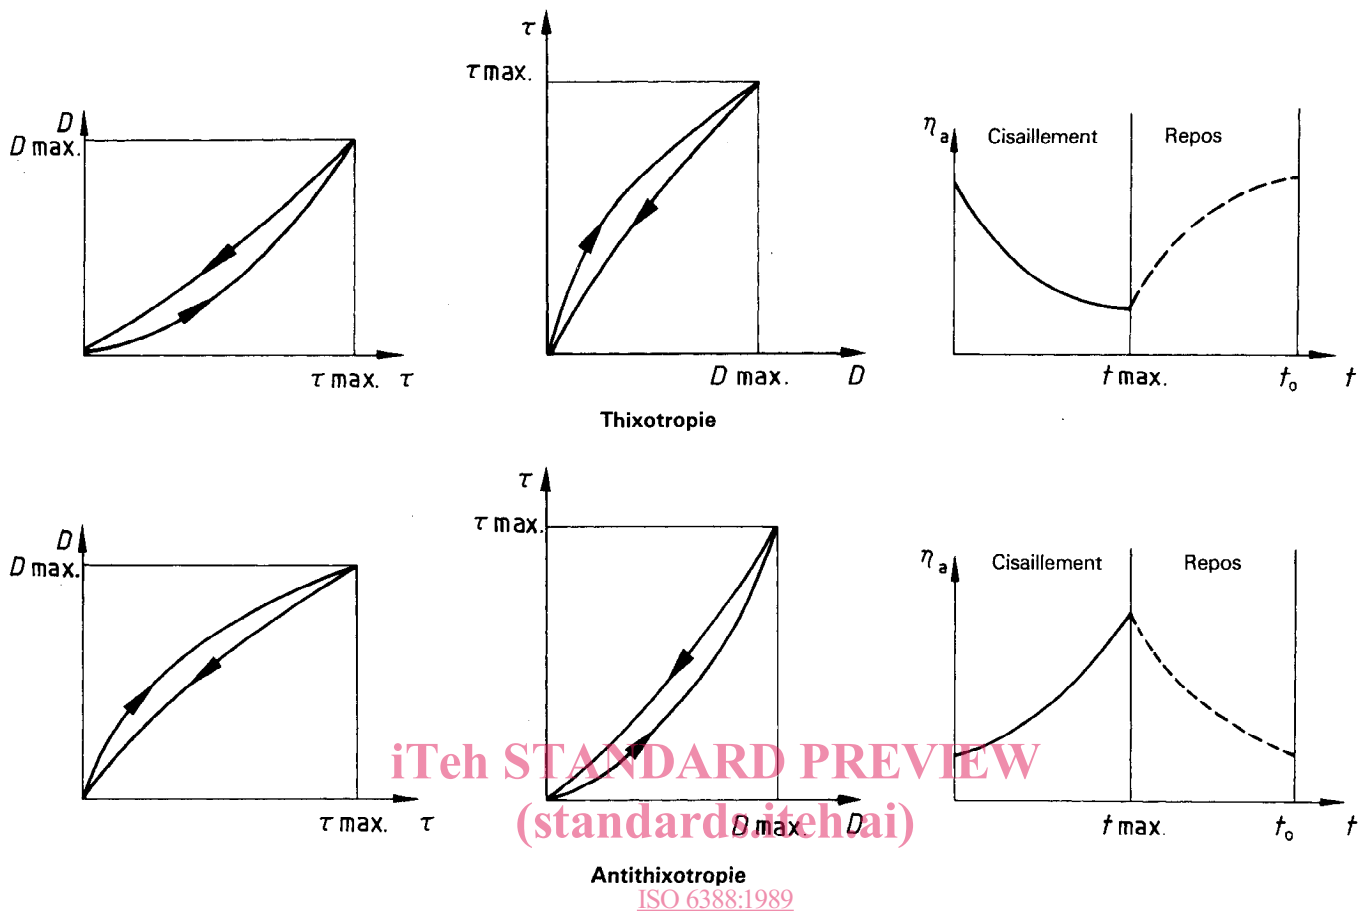 τ
τ max.
D
D max.
η a
Cisaillement
Repos
τ max. τ
D max. D
t max.
t o
t
Thixotropie
τ
τ max.
D
D max.
η a
Cisaillement
Repos
τ max. τ
D max. D
t max.
t o
t
iTeh STANDARD PREVIEW
(standards.iteh.ai)
Antithixotropie
ISO 6388:1989